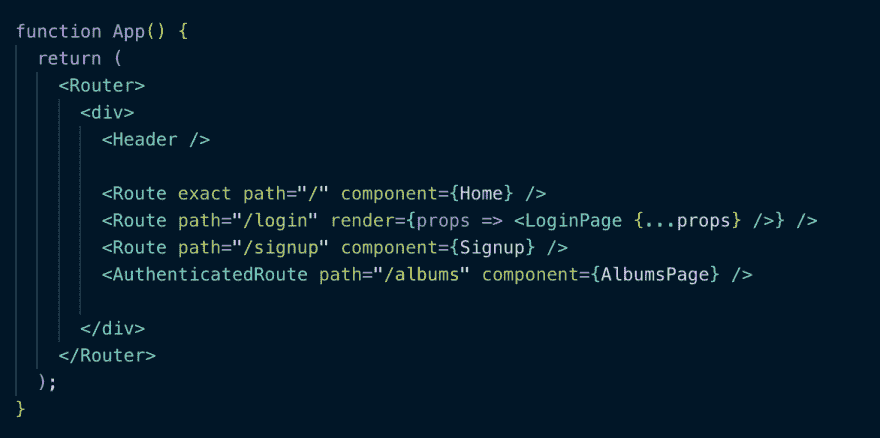 function App() {
return (
<Router>
<div>
<Header />
<Route exact path="/" component={Home} />
<Route path="/login" render={props => <LoginPage {...props} />} />
<Route path="/signup" component={Signup} />
<AuthenticatedRoute path="/albums" component={AlbumsPage} />
</div>
</Router>
);
}